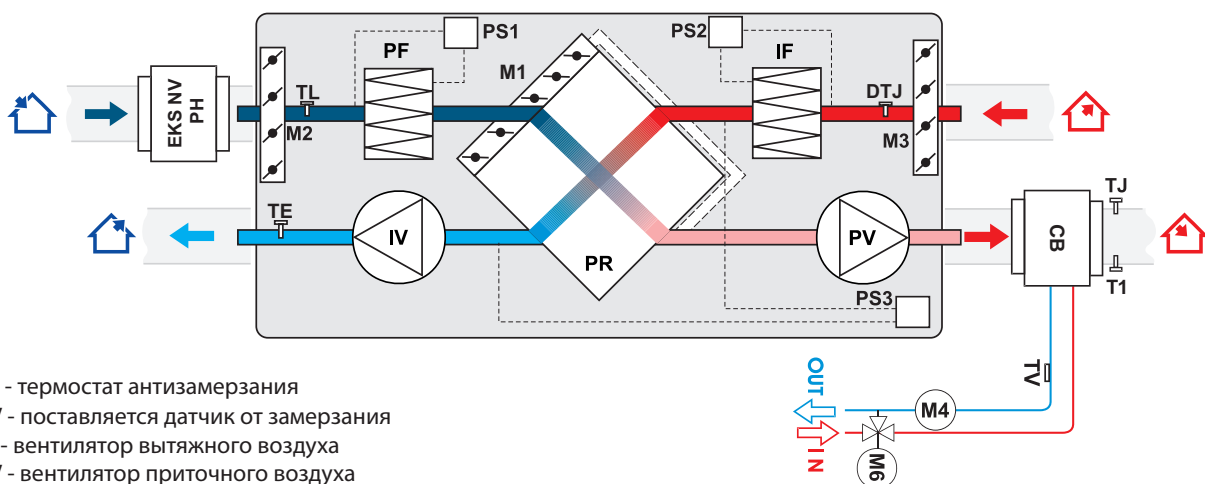 PS1
PS2
PF
IF
M1
EKS NV
PH
TL
DTJ
M2
M3
TE
TJ
IV
PV
CB
PR
T1
PS3
TV
OUT
M4
IN
M6
- термостат антизамерзания
- поставляется датчик от замерзания
- вентилятор вытяжного воздуха
- вентилятор приточного воздуха